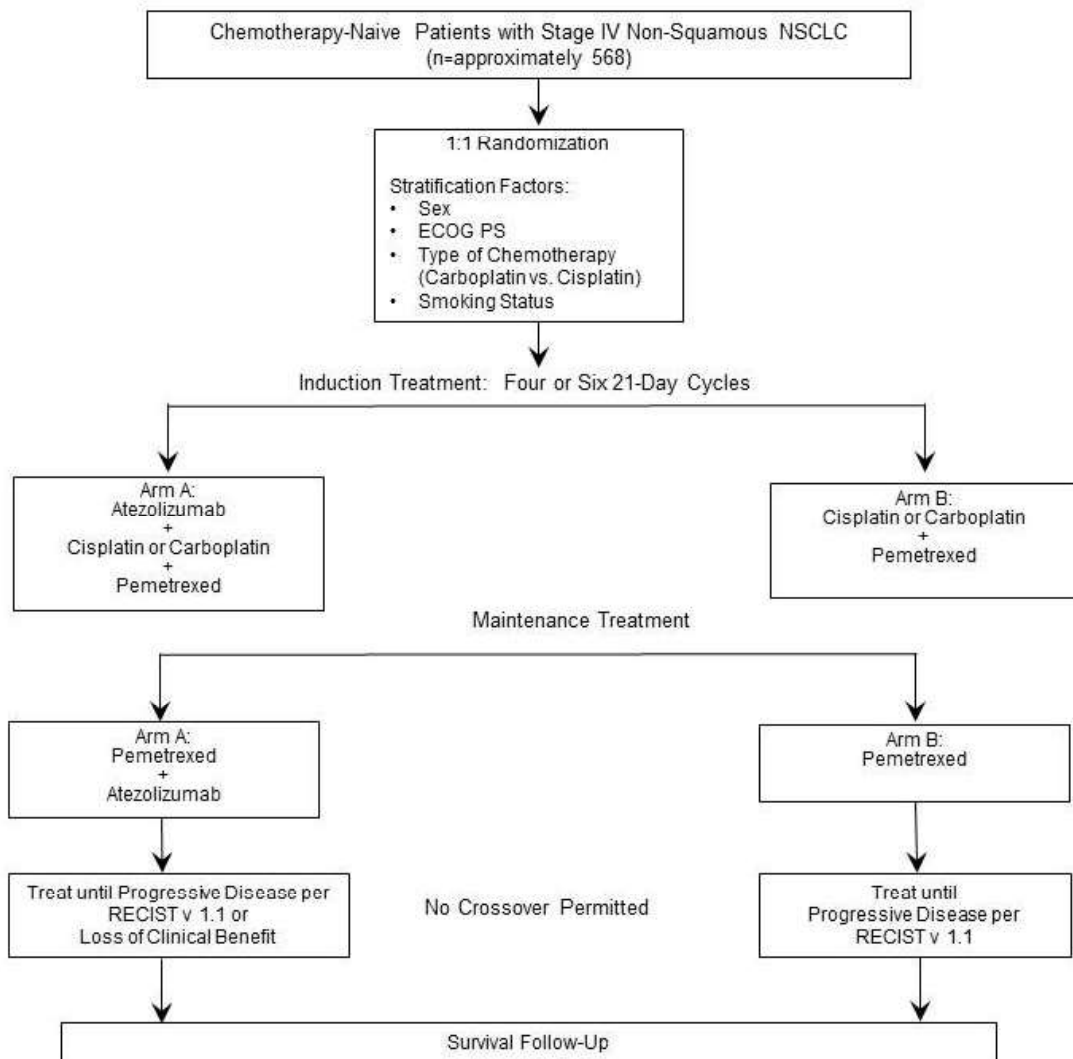 Chemotherapy-Naive Patients with Stage IV Non-Squamous NSCLC
(n=approximately 568)
1:1 Randomization
Stratification Factors:
• Sex
• ECOG PS
• Type of Chemotherapy
(Carboplatin vs. Cisplatin)
• Smoking Status
Induction Treatment: Four or Six 21-Day Cycles
Arm A:
Atezolizumab
+
Cisplatin or Carboplatin
+
Pemetrexed
Arm B:
Cisplatin or Carboplatin
+
Pemetrexed
Maintenance Treatment
Arm A:
Pemetrexed
+
Atezolizumab
Arm B:
Pemetrexed
Treat until Progressive Disease per
RECIST v 1.1 or
Loss of Clinical Benefit
No Crossover Permitted
Treat until
Progressive Disease per
RECIST v 1.1
Survival Follow-Up